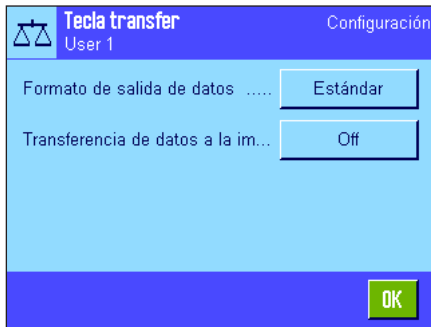 Tecla transfer
Configuración
User 1
Formato de salida de datos ..... Estándar
Transferencia de datos a la im... Off
OK